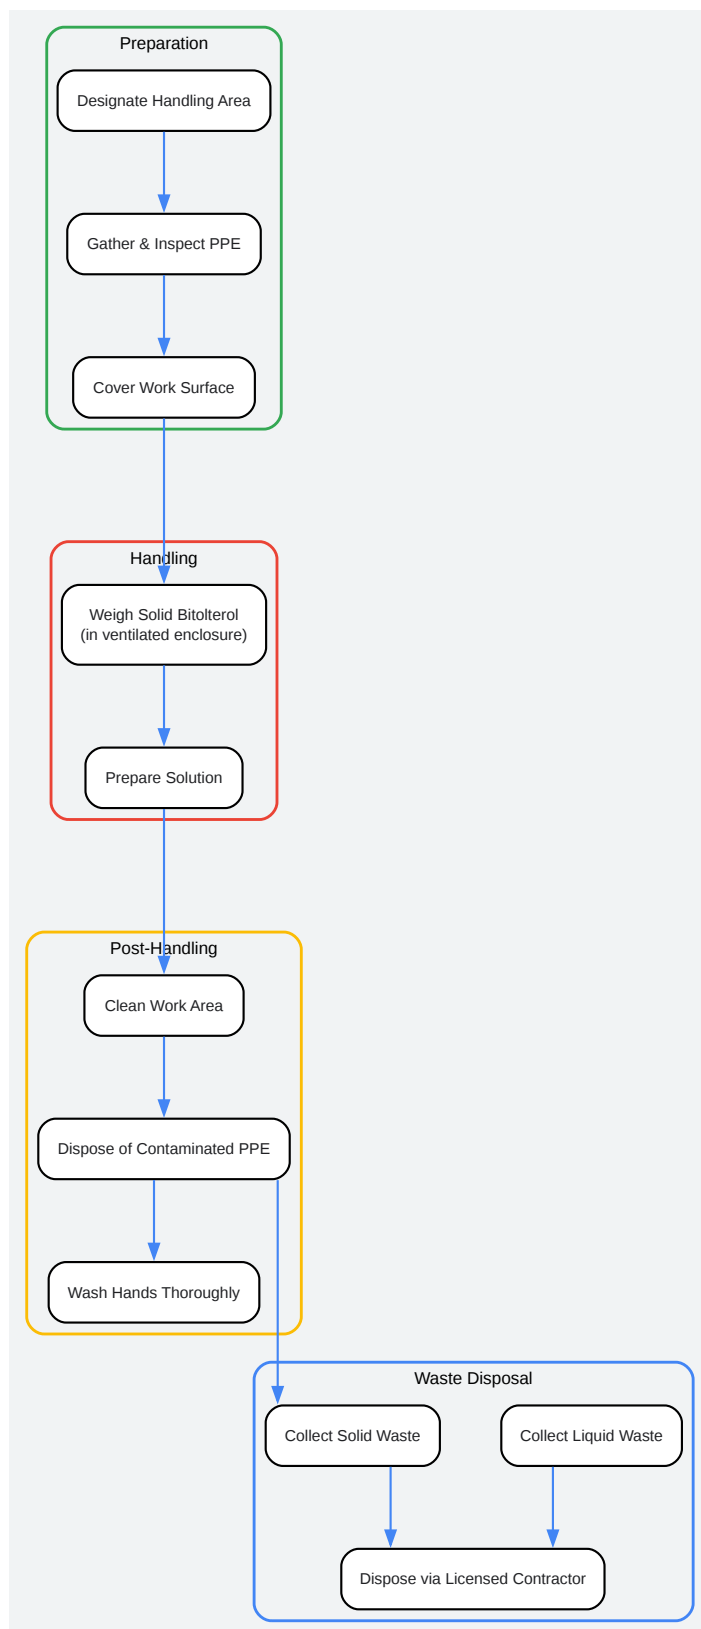 Preparation
Designate Handling Area
Gather & Inspect PPE
Cover Work Surface
Handling
Weigh Solid Bitolterol
(in ventilated enclosure)
Prepare Solution
Post-Handling
Clean Work Area
Dispose of Contaminated PPE
Wash Hands Thoroughly
Waste Disposal
Collect Solid Waste
Collect Liquid Waste
Dispose via Licensed Contractor